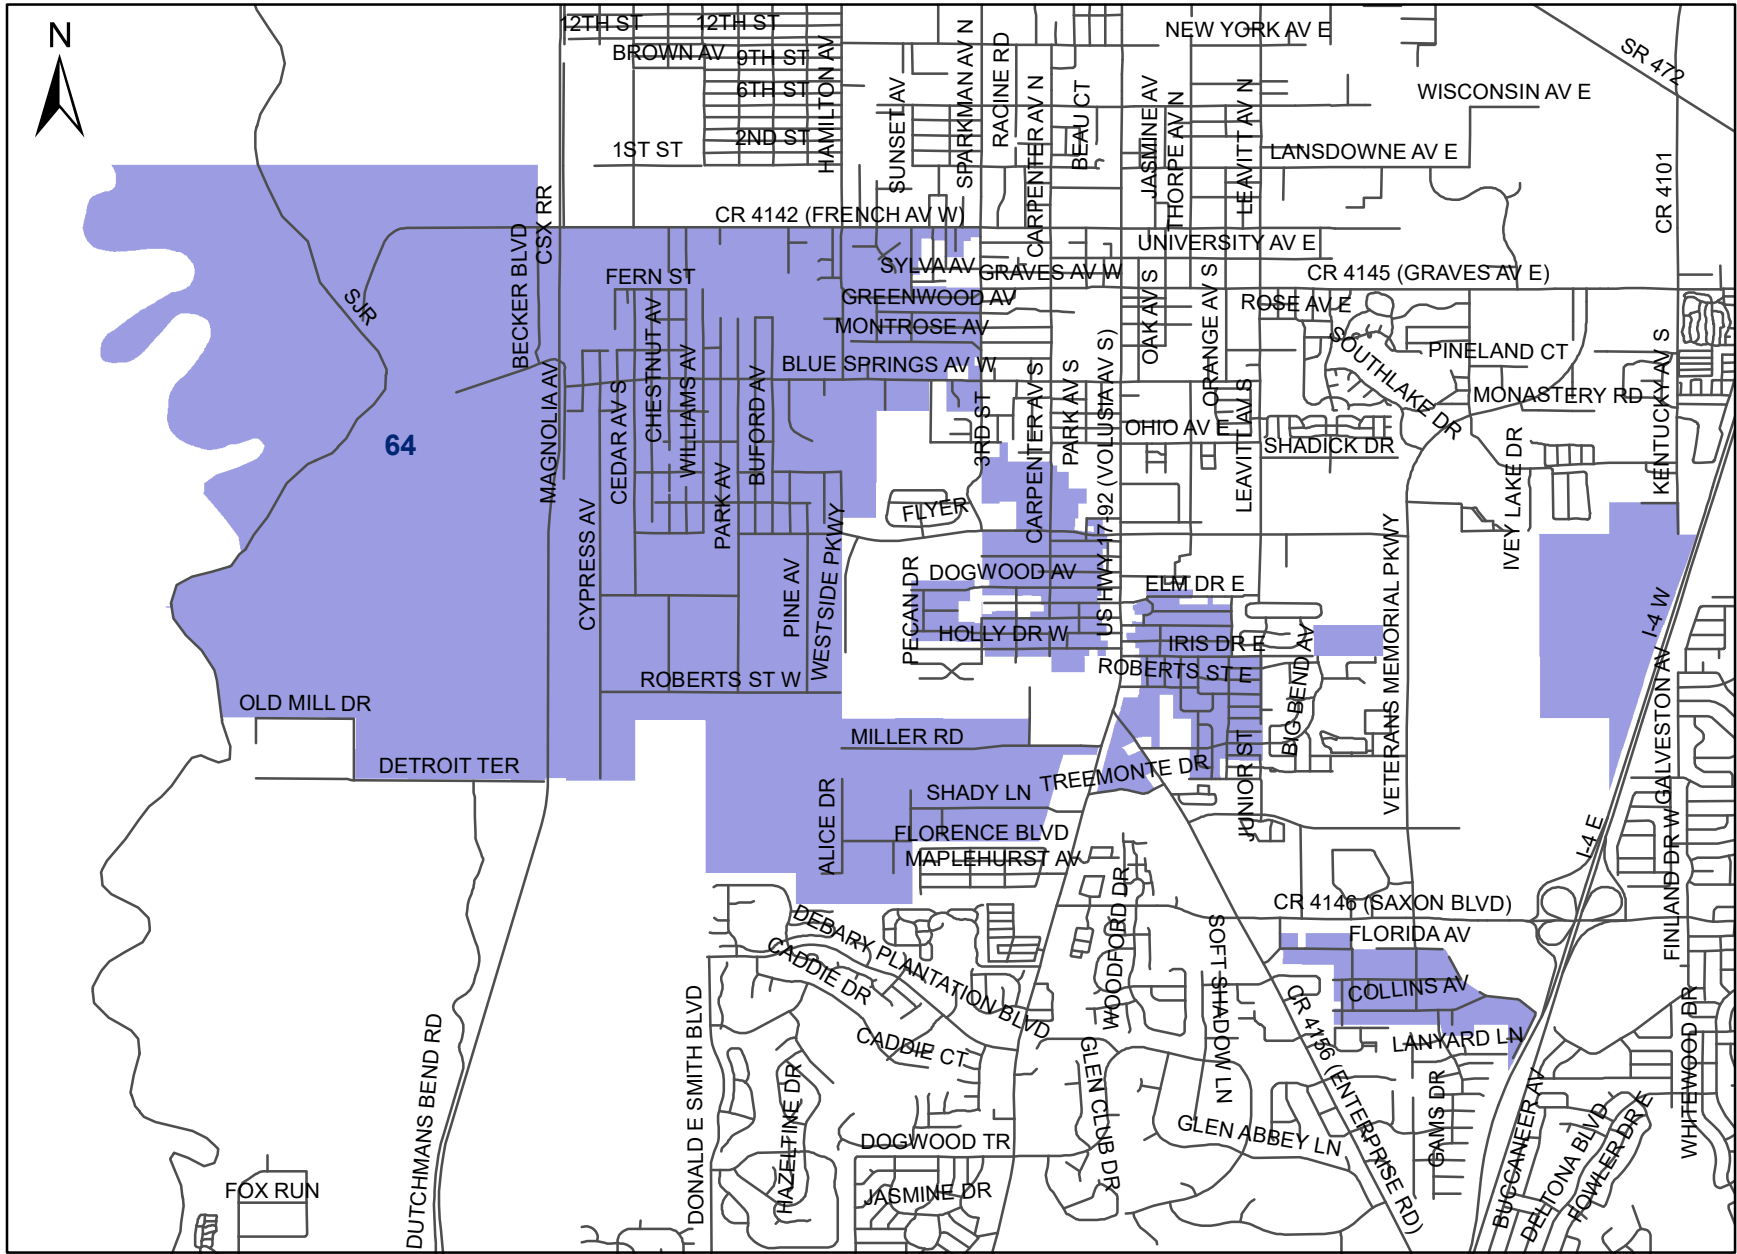 N
12TH ST
12TH ST
NEW YORK AV E
BROWN AV
9TH ST
SR 472
6TH ST
WISCONSIN AV E
HAMILTON AV
SUNSET AV
SPARKMAN AV N
RACINE RD
CARPENTER AV N
BEAU CT
JASMINE AV
THORPE AV N
LEAVITT AV N
2ND ST
1ST ST
LANSDOWNE AV E
CR 4101
CSX RR
BECKER BLVD
CR 4142 (FRENCH AV W)
UNIVERSITY AV E
SYLVA AV
GRAVES AV W
CR 4145 (GRAVES AV E)
FERN ST
SJR
GREENWOOD AV
ROSE AV E
MONTROSE AV
OAK AV S
ORANGE AV S
SOUTHLAKE DR
PINELAND CT
BLUE SPRINGS AV W
MONASTERY RD
KENTUCKY AV S
MAGNOLIA AV
CEDAR AV S
CHESTNUT AV
WILLIAMS AV
PARK AV
BUFORD AV
3RD ST
CARPENTER AV S
PARK AV S
US HWY 17-92 (VOLUSIA AV S)
LEAVITT AV S
OHIO AV E
SHADICK DR
IVEY LAKE DR
64
FLYER
CYPRESS AV
PINE AV
WESTSIDE PKWY
PECAN DR
DOGWOOD AV
ELM DR E
VETERANS MEMORIAL PKWY
I-4 W
HOLLY DR W
IRIS DR E
ROBERTS ST E
BIG BEND AV
ROBERTS ST W
OLD MILL DR
MILLER RD
GALVESTON AV
DETROIT TER
TREEMONTE DR
JUNIOR ST
SHADY LN
ALICE DR
FLORENCE BLVD
MAPLEHURST AV
I-4 E
FINLAND DR W
WOODFORD DR
CR 4146 (SAXON BLVD)
DEBARY PLANTATION BLVD
CADDIE DR
SOFT SHADOW LN
FLORIDA AV
COLLINS AV
CR 4156 (ENTERPRISE RD)
LANYARD LN
WHITEWOOD DR
DUTCHMANS BEND RD
DONALD E SMITH BLVD
CADDIE CT
HAZELTINE DR
GLEN CLUB DR
GLEN ABBEY LN
GAMS DR
BUCCANEER AV
DELTONA BLVD
FOWLER DR E
DOGWOOD TR
JASMINE DR
FOX RUN